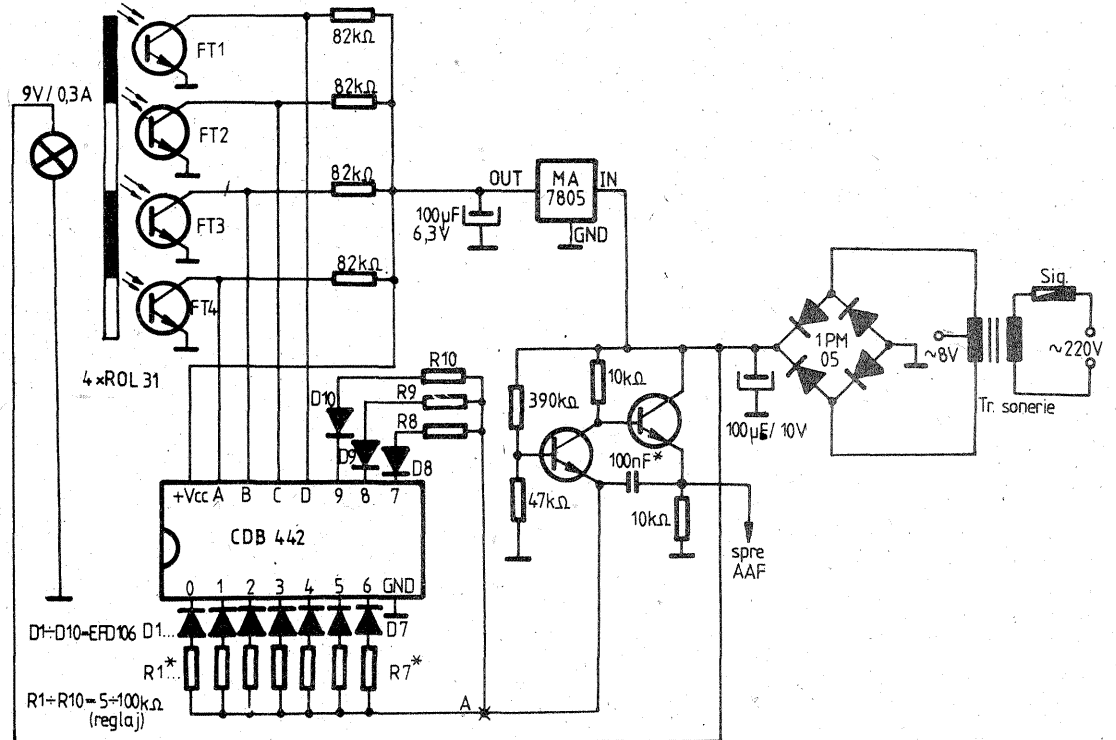 FT1
82kΩ
9V/0,3A
82kΩ
FT2
82kΩ
OUT
MA
7805
IN
100μF
6,3V
GND
FT3
82kΩ
FT4
Sig.
1PM
05
~8V
~220V
4×ROL31
R10
D10
R9
R8
390kΩ
10kΩ
Tr. sonerie
100μF/10V
D9
D8
100nF*
+Vcc
A
B
C
D
9
8
7
47kΩ
10kΩ
CDB 442
spre
AAF
0
1
2
3
4
5
6
GND
D1÷D10=EFD106
D1...
D7
R1*...
R7*
R1÷R10=5÷100kΩ
(reglaj)
A